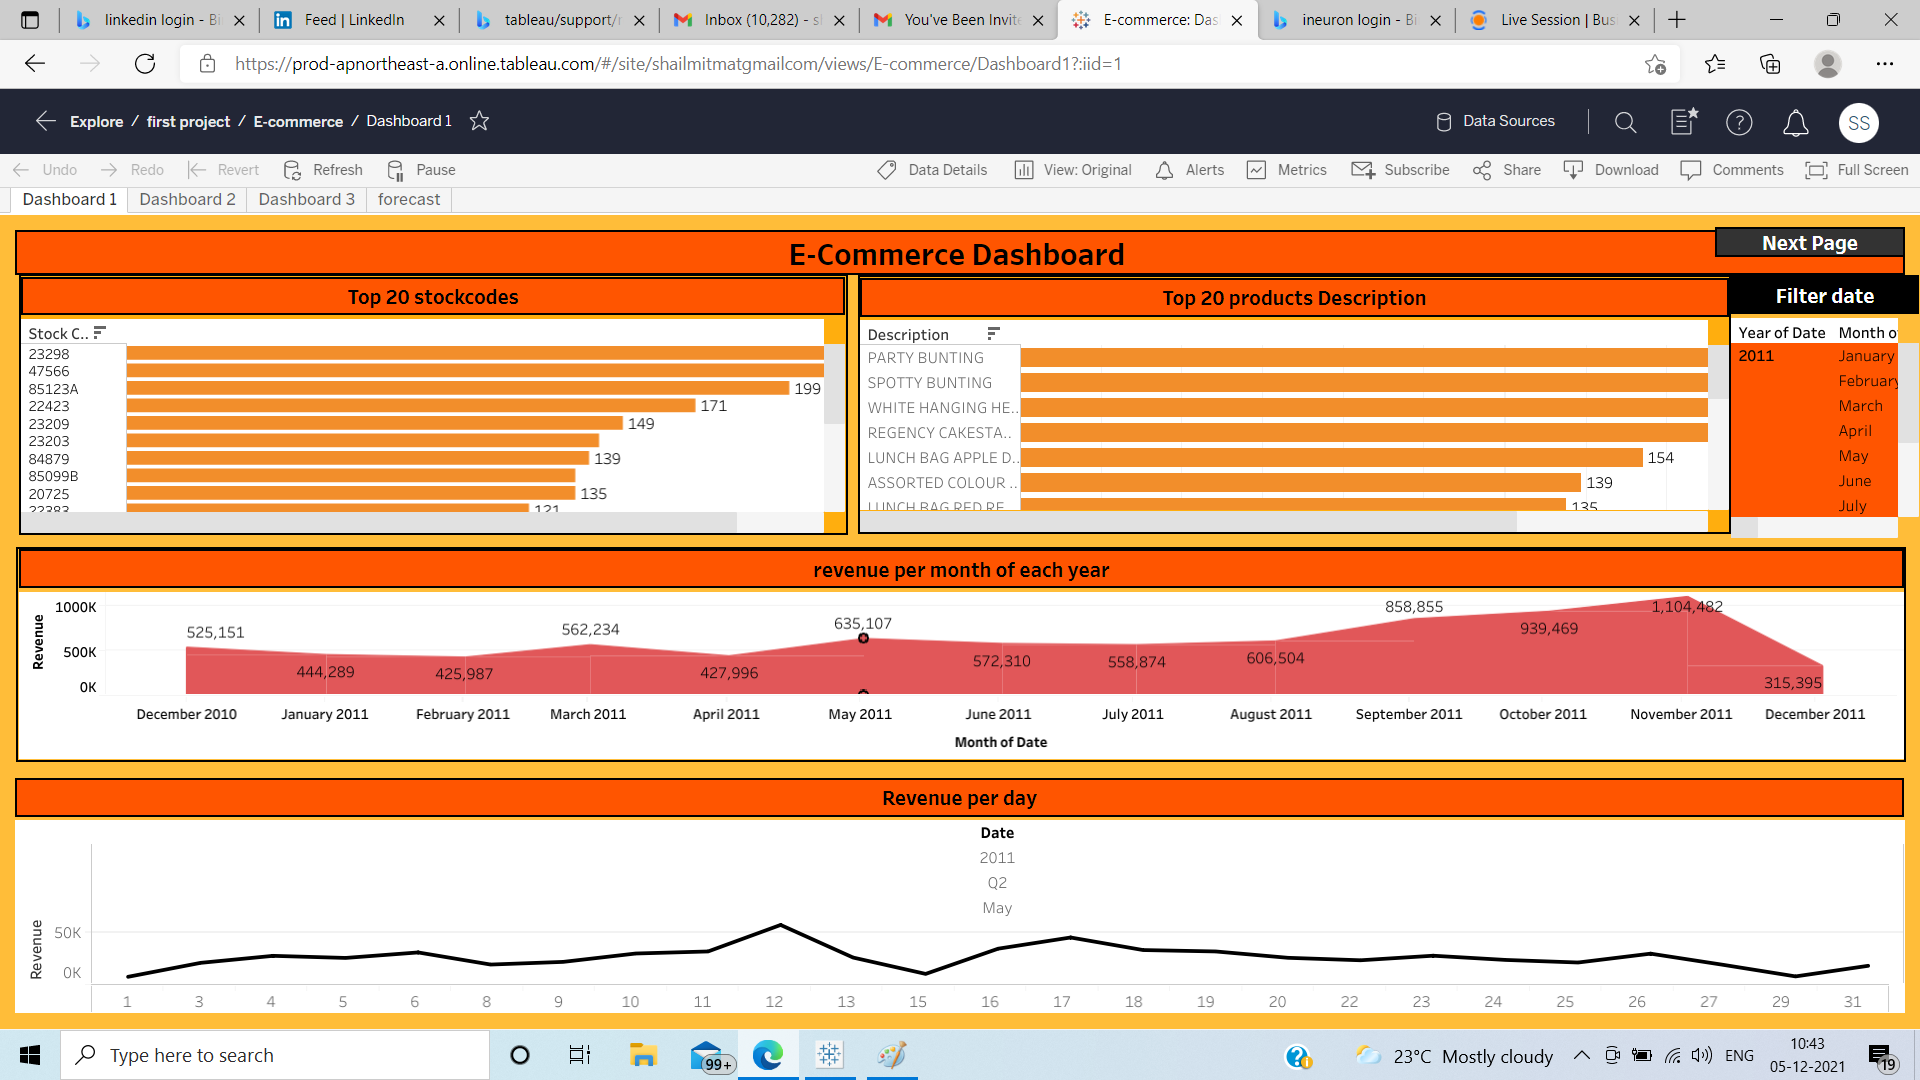 linkedin login - Bi
Feed | LinkedIn
tableau/support/r
Inbox (10,282) - s
You've Been Invite
E-commerce: Das
ineuron login - Bi
Live Session | Bus
https://prod-apnortheast-a.online.tableau.com/#/site/shailmitmatgmailcom/views/E-commerce/Dashboard1?:iid=1
Explore / first project / E-commerce / Dashboard 1
Data Sources
SS
Undo
Redo
Revert
Refresh
Pause
Data Details
View: Original
Alerts
Metrics
Subscribe
Share
Download
Comments
Full Screen
Dashboard 1
Dashboard 2
Dashboard 3
forecast
E-Commerce Dashboard
Next Page
Top 20 stockcodes
Stock C..
23298
47566
85123A 199
22423 171
23209 149
23203
84879 139
85099B
20725 135
22383 121
Top 20 products Description
Description
PARTY BUNTING
SPOTTY BUNTING
WHITE HANGING HE..
REGENCY CAKESTA..
LUNCH BAG APPLE D.. 154
ASSORTED COLOUR .. 139
LUNCH BAG RED RE 135
Filter date
Year of Date Month o
2011 January
February
March
April
May
June
July
revenue per month of each year
Revenue
1000K
500K
0K
525,151
444,289
425,987
562,234
427,996
635,107
572,310
558,874
606,504
858,855
939,469
1,104,482
315,395
December 2010 January 2011 February 2011 March 2011 April 2011 May 2011 June 2011 July 2011 August 2011 September 2011 October 2011 November 2011 December 2011
Month of Date
Revenue per day
Date
2011
Q2
May
Revenue
50K
0K
1 3 4 5 6 8 9 10 11 12 13 15 16 17 18 19 20 22 23 24 25 26 27 29 31
Type here to search
99+
23°C Mostly cloudy
ENG
10:43
05-12-2021
19